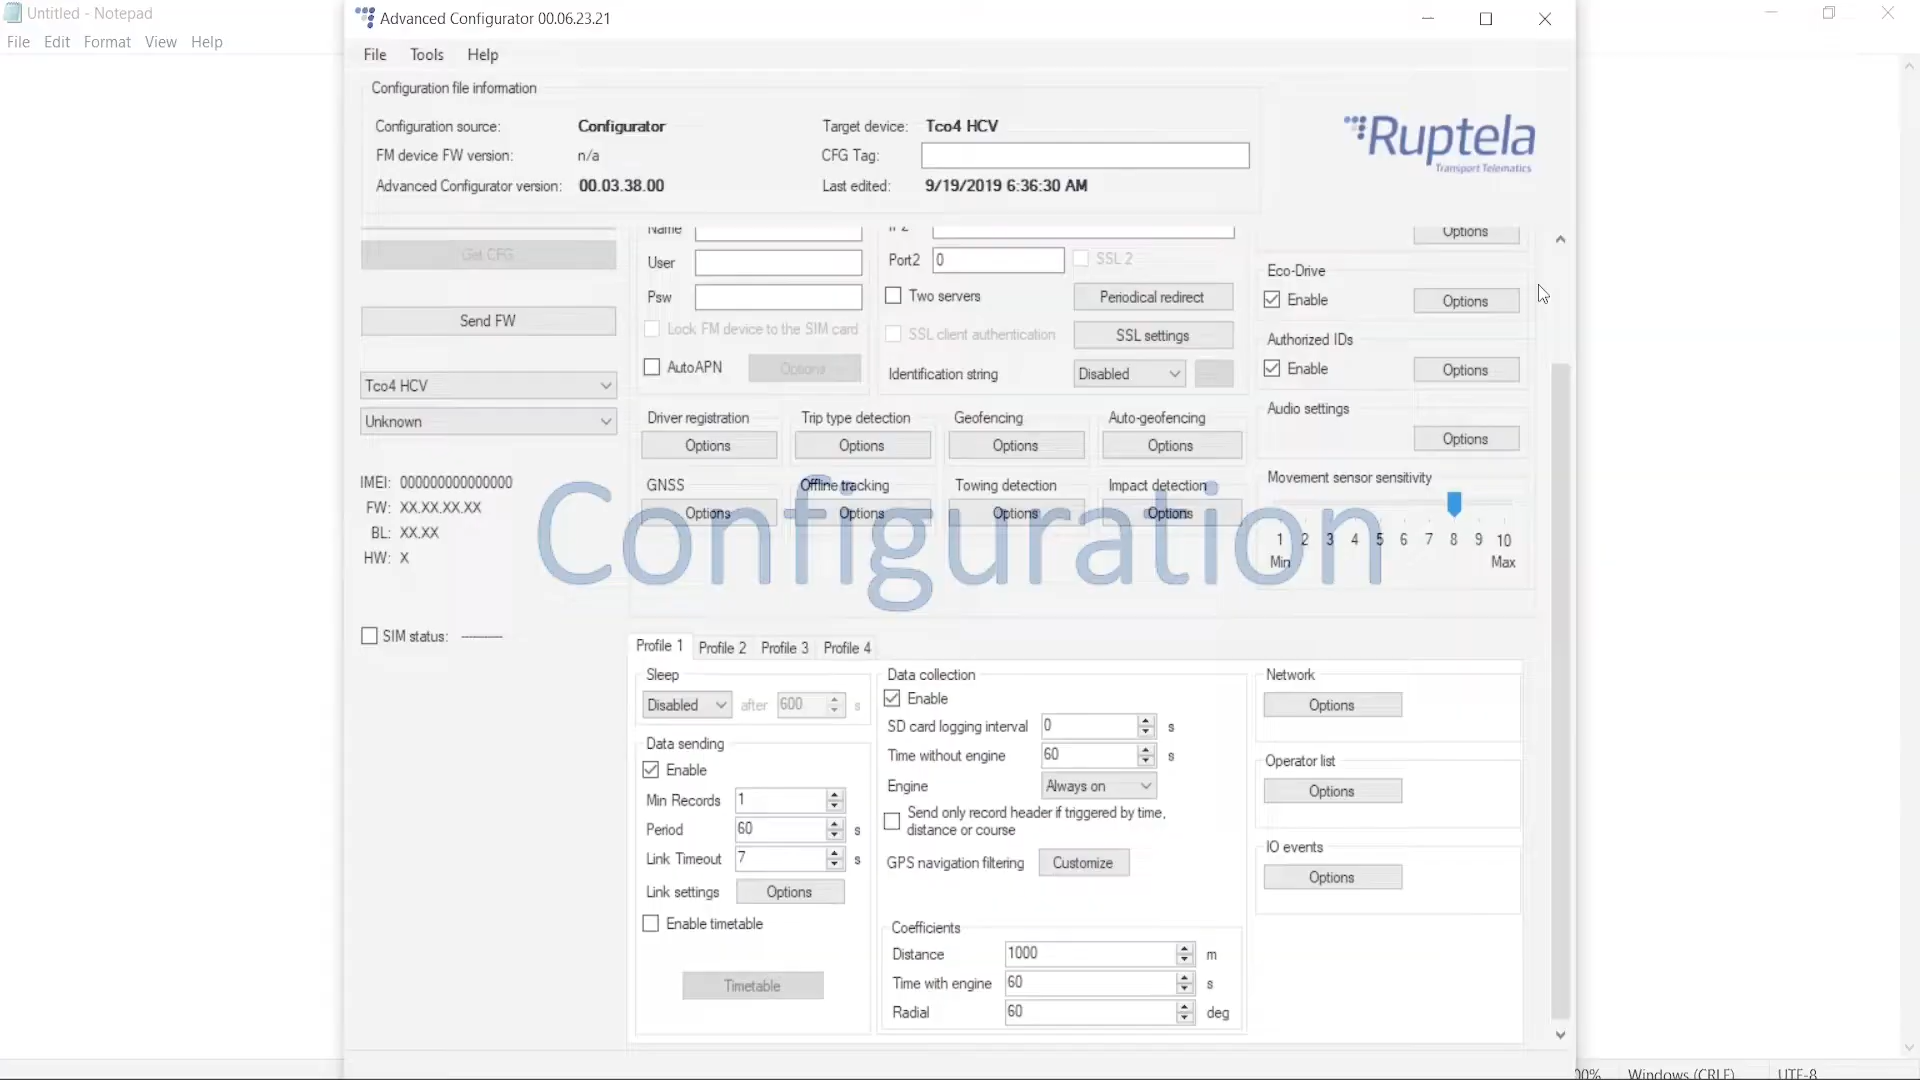 Untitled - Notepad
File Edit Format View Help
Advanced Configurator 00.06.23.21
File Tools Help
Configuration file information
Configuration source: Configurator
FM device FW version: n/a
Advanced Configurator version: 00.03.38.00
Target device: Tco4 HCV
CFG Tag:
Last edited: 9/19/2019 6:36:30 AM
Ruptela
Transport Telematics
Get CFG
Send FW
Tco4 HCV
Unknown
IMEI: 000000000000000
FW: XX.XX.XX.XX
BL: XX.XX
HW: X
SIM status: ----------
Name
User
Psw
Lock FM device to the SIM card
AutoAPN Options
Port2 0 SSL 2
Two servers Periodical redirect
SSL client authentication SSL settings
Identification string Disabled
Options
Eco-Drive
Enable Options
Authorized IDs
Enable Options
Audio settings
Options
Driver registration Trip type detection Geofencing Auto-geofencing
Options Options Options Options
GNSS Offline tracking Towing detection Impact detection
Options Options Options Options
Movement sensor sensitivity
1 2 3 4 5 6 7 8 9 10
Min Max
Configuration
Profile 1 Profile 2 Profile 3 Profile 4
Sleep
Disabled after 600 s
Data sending
Enable
Min Records 1
Period 60 s
Link Timeout 7 s
Link settings Options
Enable timetable
Timetable
Data collection
Enable
SD card logging interval 0 s
Time without engine 60 s
Engine Always on
Send only record header if triggered by time,
distance or course
GPS navigation filtering Customize
Coefficients
Distance 1000 m
Time with engine 60 s
Radial 60 deg
Network
Options
Operator list
Options
IO events
Options
Windows (CRLF) UTF-8